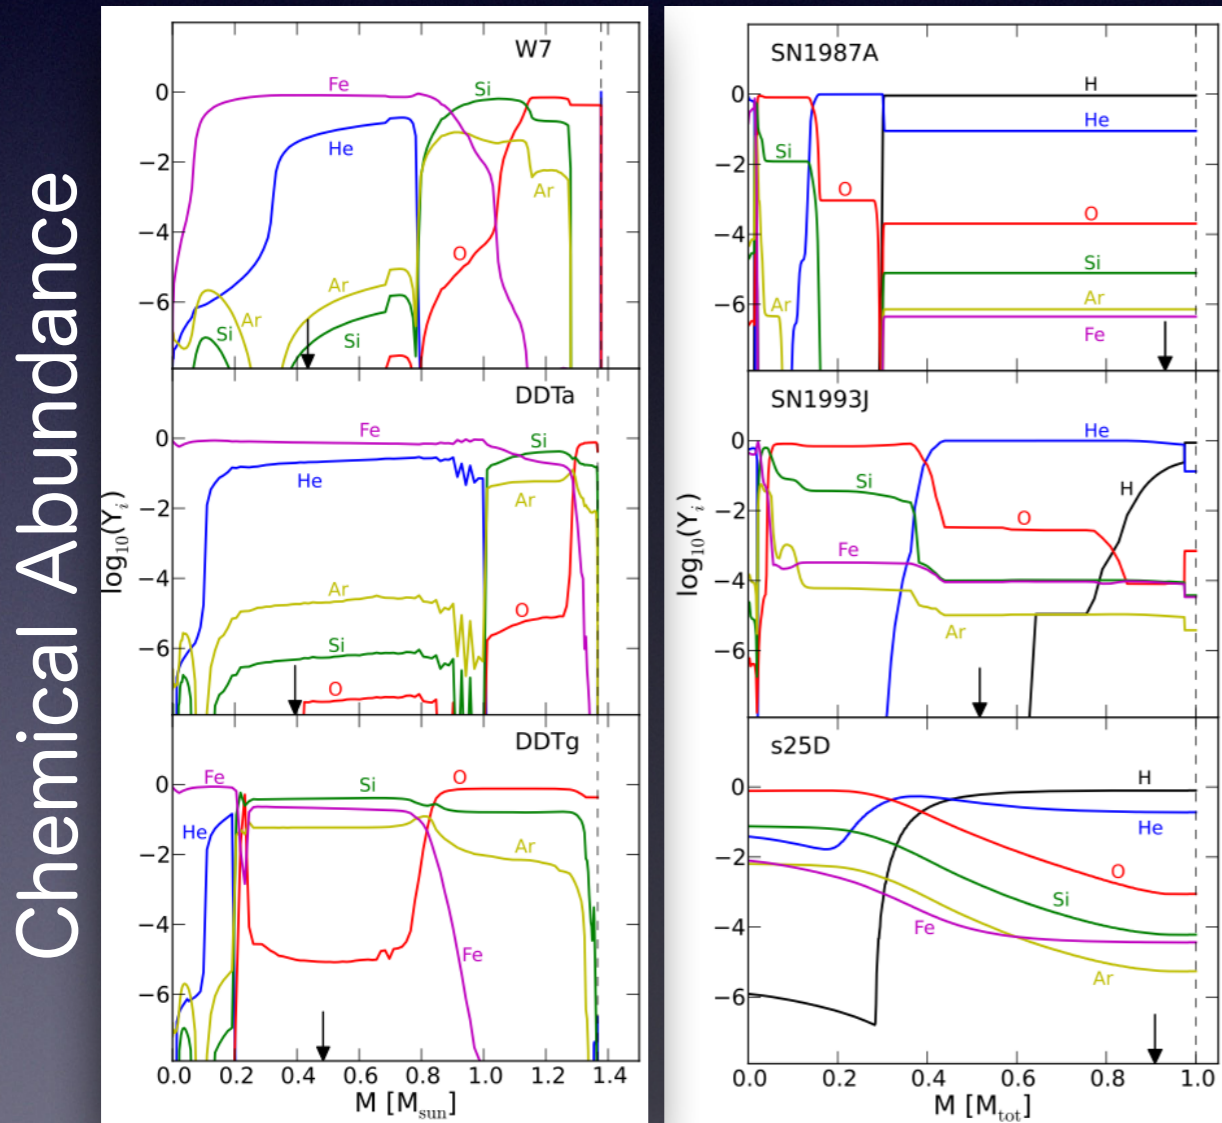 Chemical Abundance
W7
Fe
Si
He
Ar
O
Ar
Ar
Si
Si
0
−2
−4
−6
DDTa
Fe
Si
He
Ar
Ar
O
Si
O
0
−2
−4
−6
log₁₀(Yᵢ)
DDTg
Fe
Si
O
He
Ar
Fe
0
−2
−4
−6
0.0 0.2 0.4 0.6 0.8 1.0 1.2 1.4
M [Msun]
SN1987A
H
He
Si
O
O
Si
Ar
Ar
Fe
0
−2
−4
−6
SN1993J
He
Si
H
O
Fe
Ar
0
−2
−4
−6
log₁₀(Yᵢ)
s25D
H
He
O
Si
Fe
Ar
0
−2
−4
−6
0.0 0.2 0.4 0.6 0.8 1.0
M [Mtot]